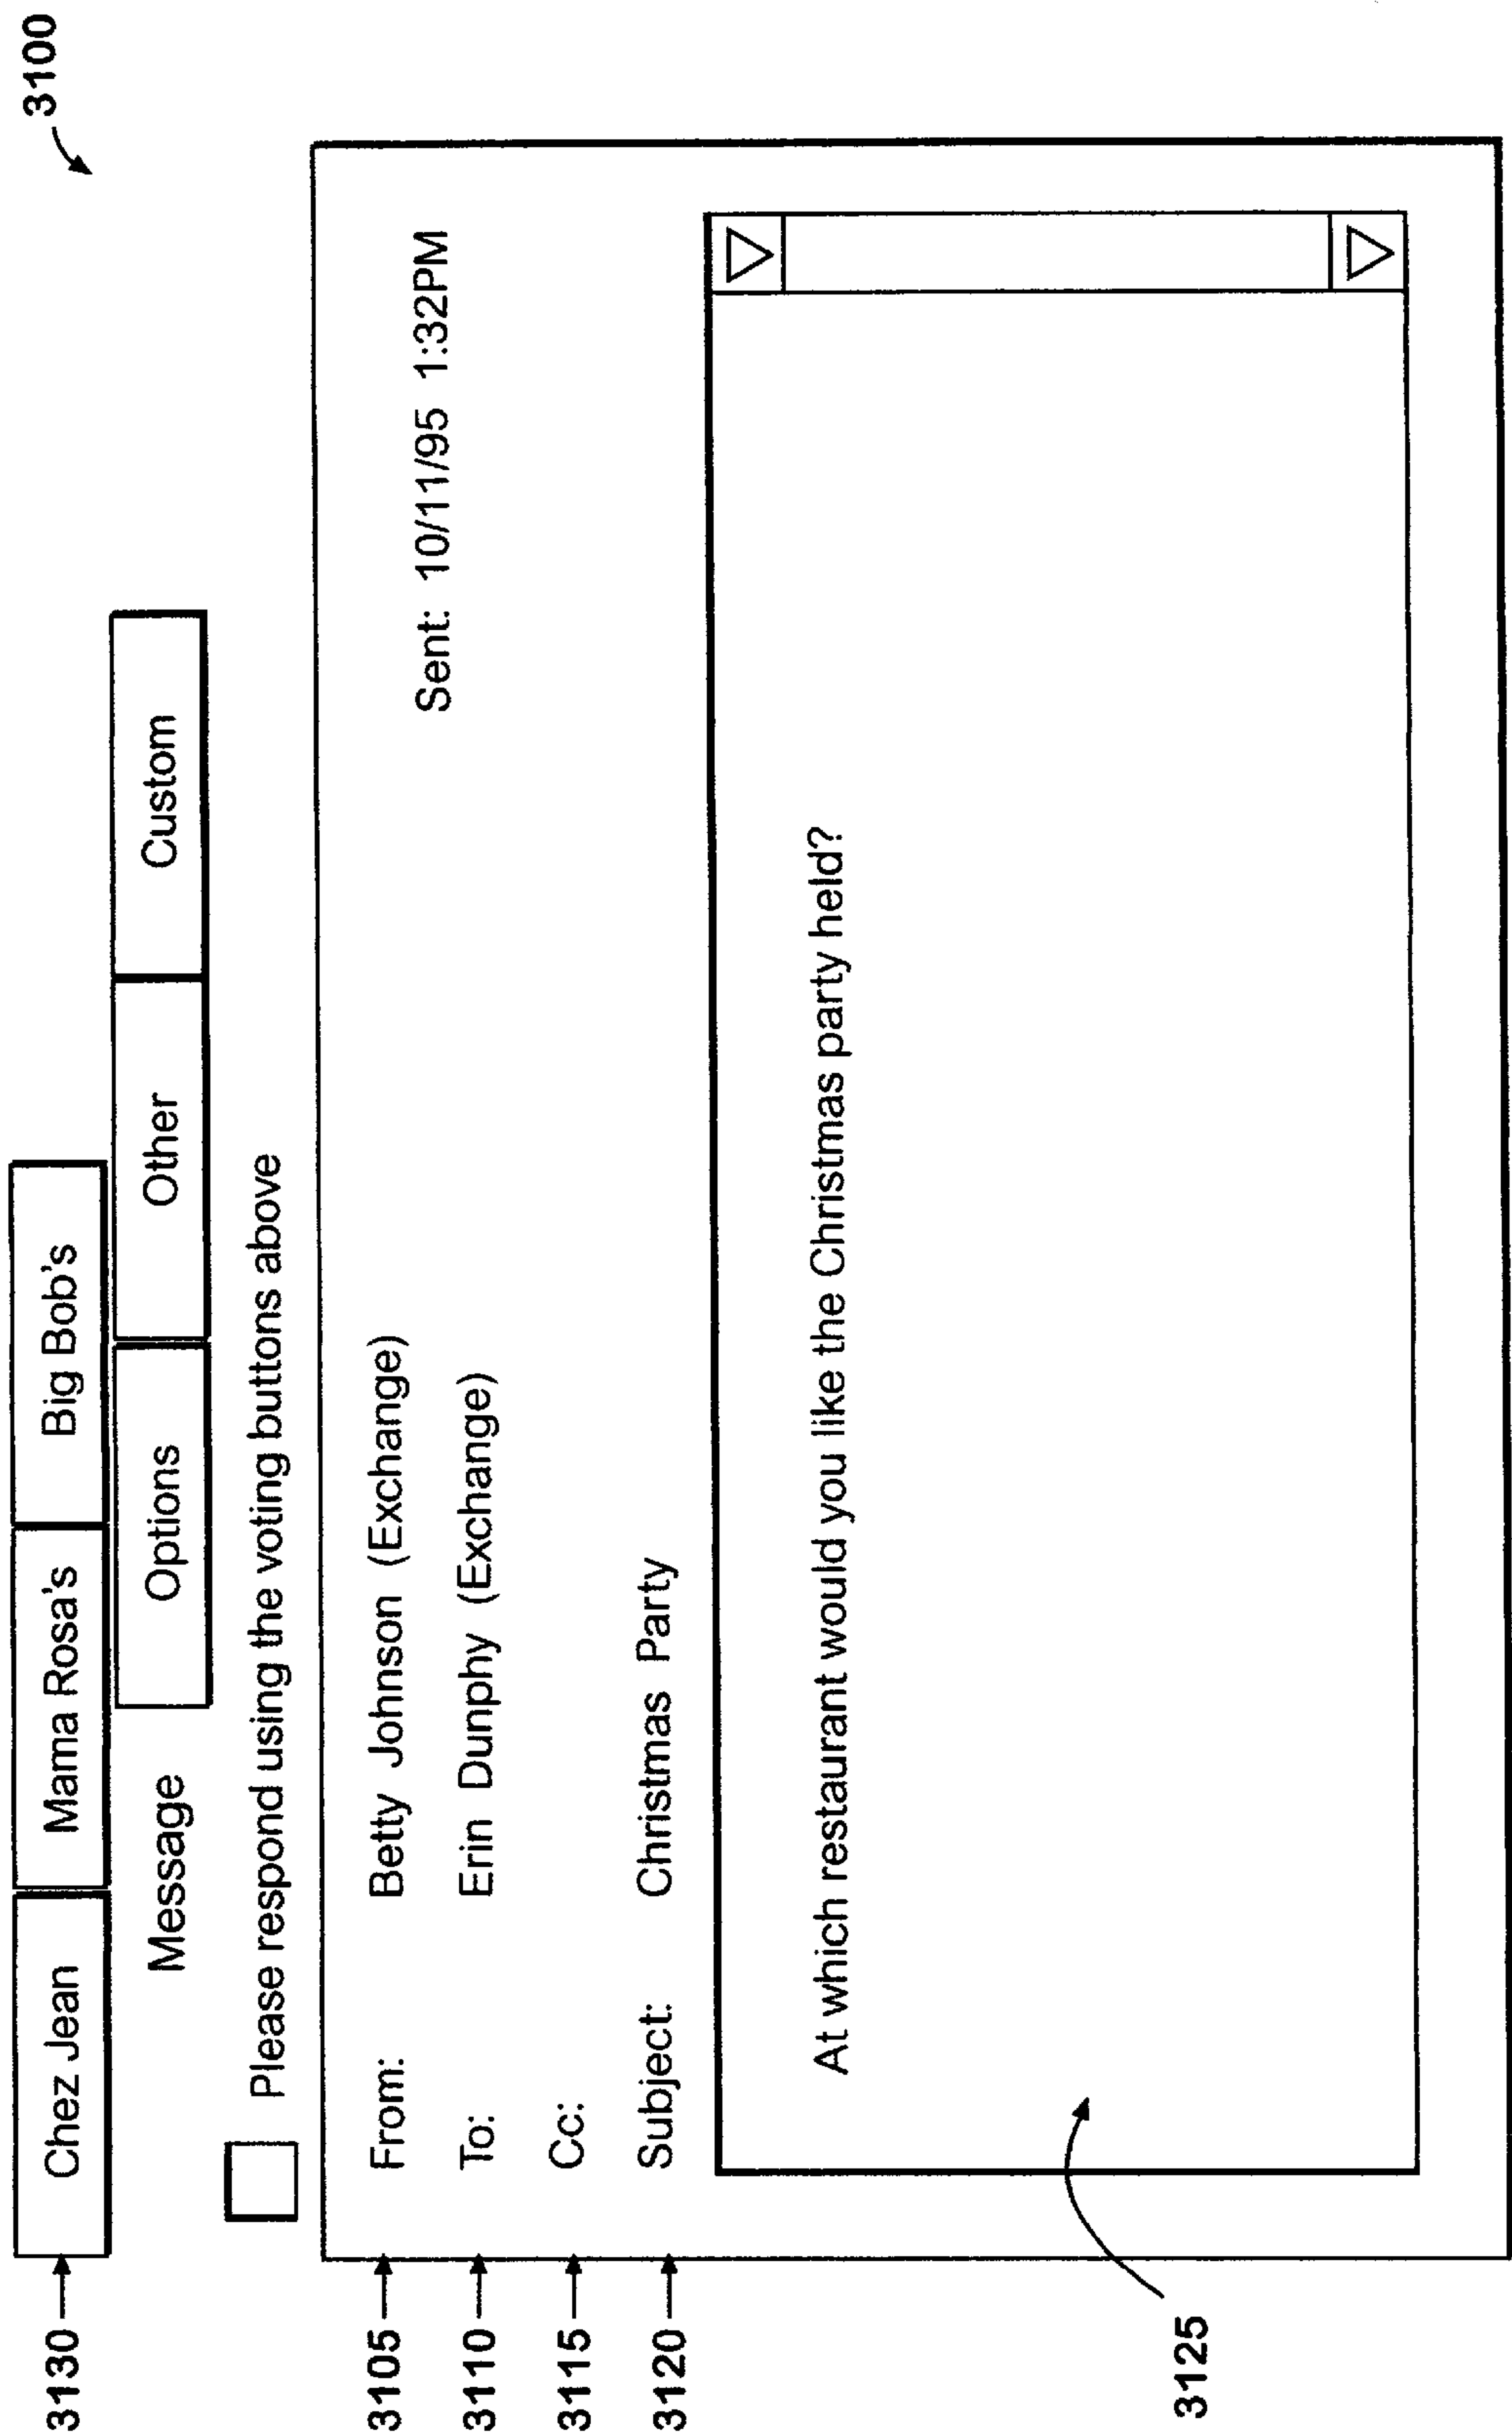 3100
3130 Chez Jean Mama Rosa's Big Bob's
Message Options Other Custom
Please respond using the voting buttons above
3105 From: Betty Johnson (Exchange)
Sent: 10/11/95 1:32PM
3110 To: Erin Dunphy (Exchange)
3115 Cc:
3120 Subject: Christmas Party
At which restaurant would you like the Christmas party held?
3125